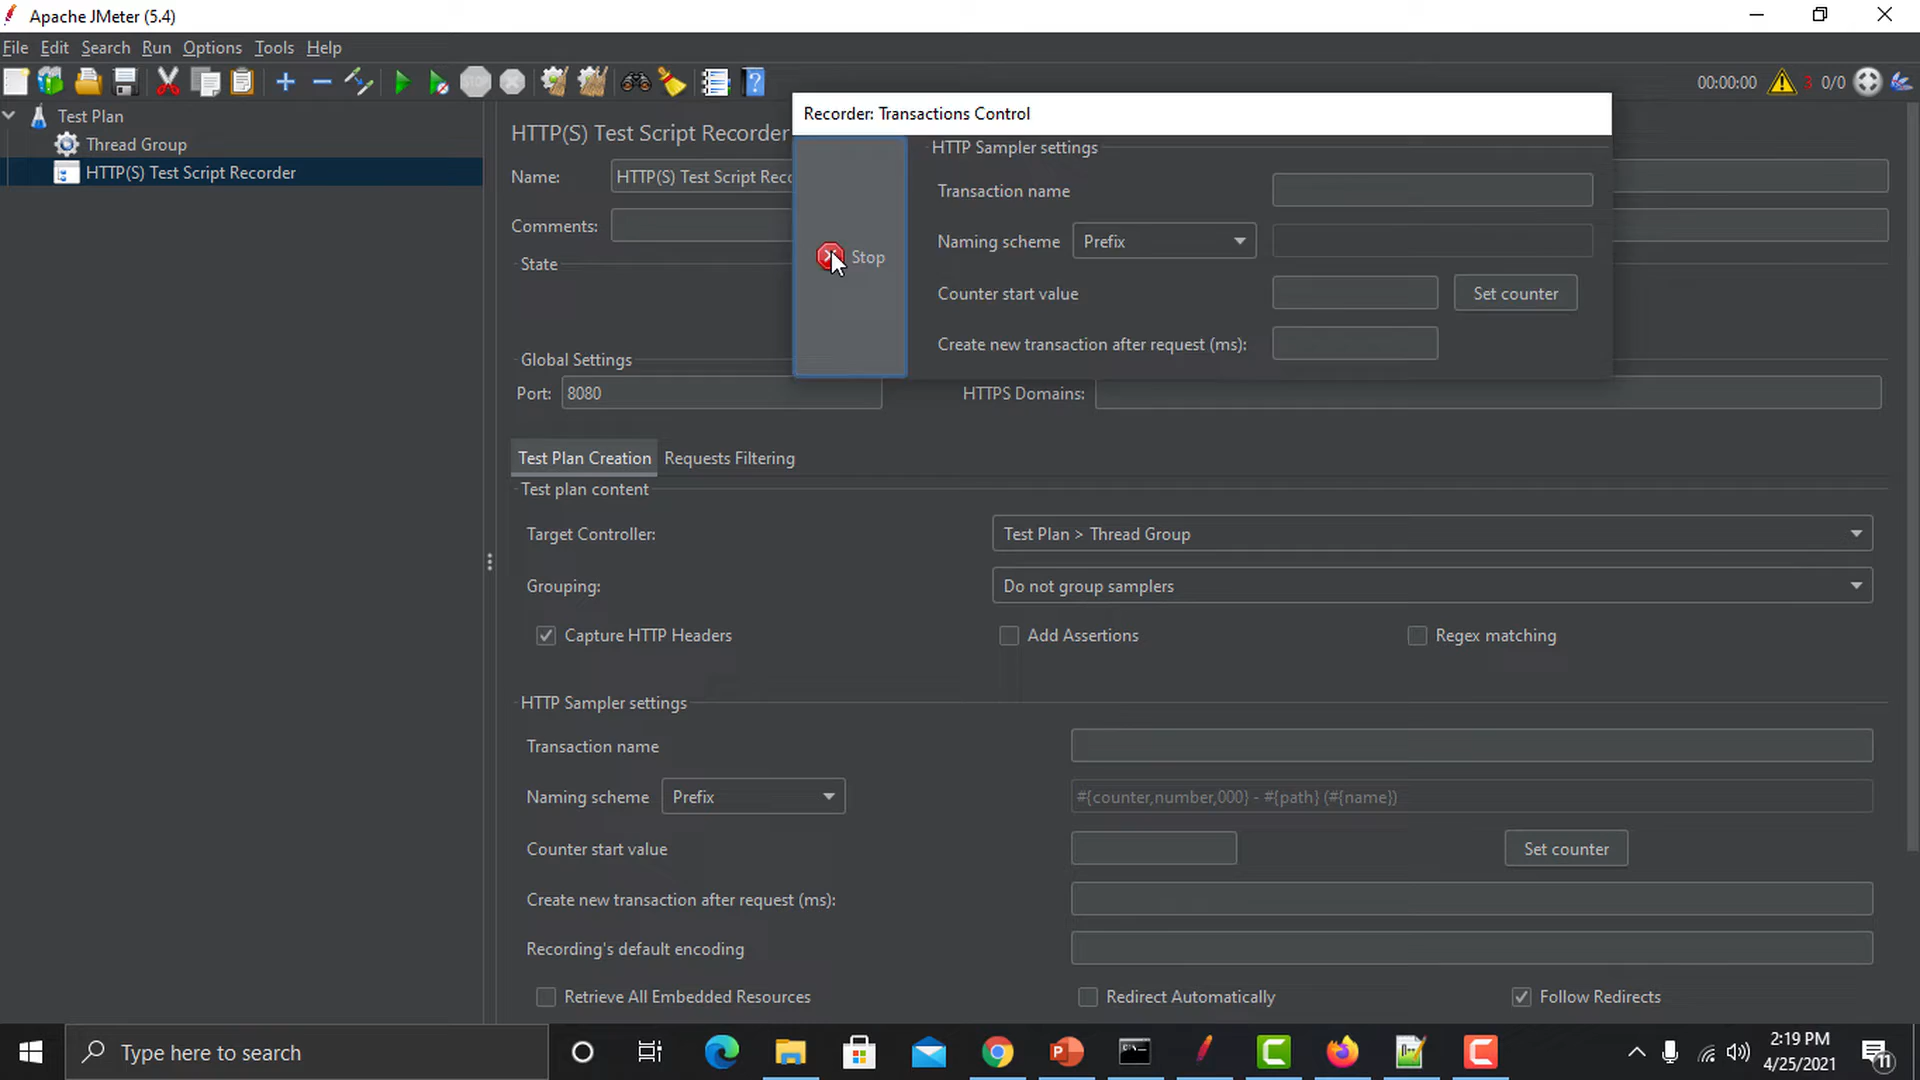 Apache JMeter (5.4)
File Edit Search Run Options Tools Help
STOP
00:00:00 3 0/0
Test Plan
Thread Group
HTTP(S) Test Script Recorder
HTTP(S) Test Script Recorder
Name: HTTP(S) Test Script Reco
Comments:
State
Recorder: Transactions Control
Stop
HTTP Sampler settings
Transaction name
Naming scheme Prefix
Counter start value Set counter
Create new transaction after request (ms):
Global Settings
Port: 8080 HTTPS Domains:
Test Plan Creation Requests Filtering
Test plan content
Target Controller: Test Plan > Thread Group
Grouping: Do not group samplers
Capture HTTP Headers Add Assertions Regex matching
HTTP Sampler settings
Transaction name
Naming scheme Prefix #{counter,number,000} - #{path} (#{name})
Counter start value Set counter
Create new transaction after request (ms):
Recording's default encoding
Retrieve All Embedded Resources Redirect Automatically Follow Redirects
Type here to search
2:19 PM
4/25/2021
11